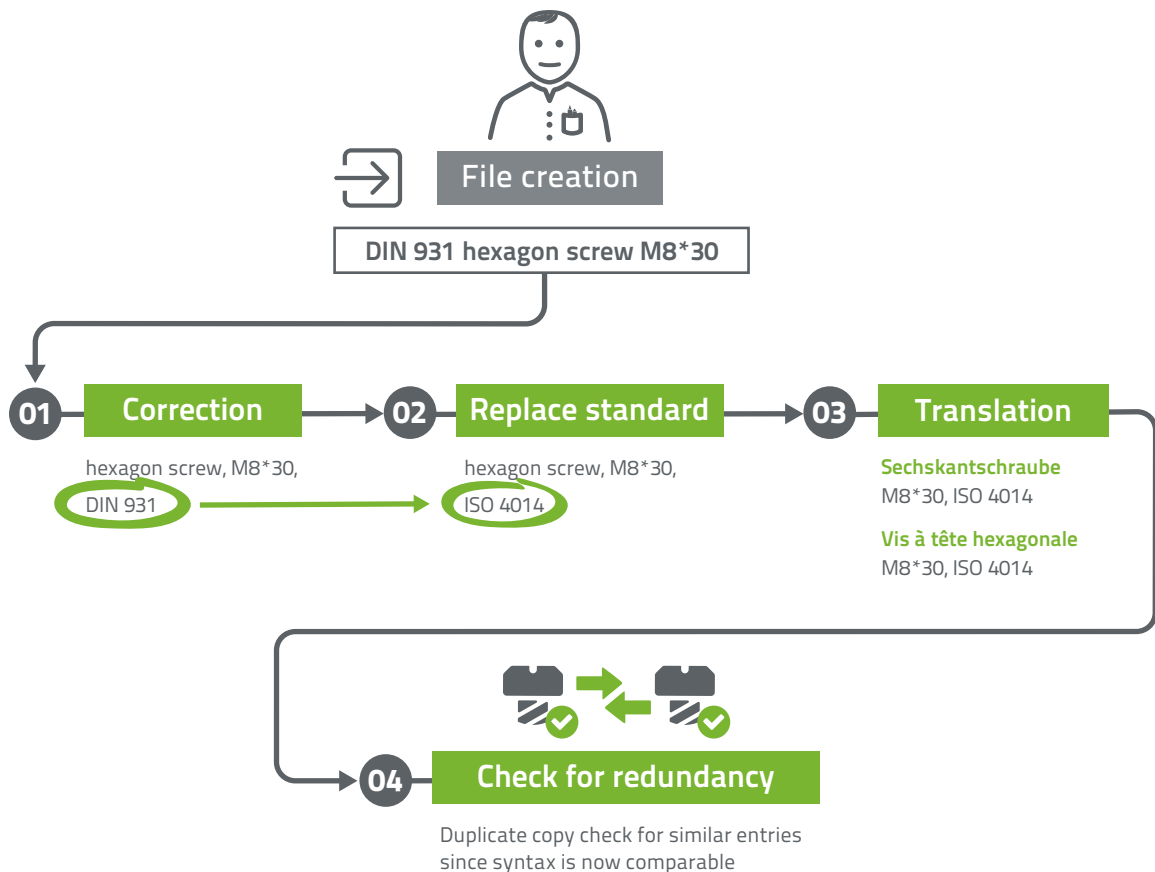 File creation
DIN 931 hexagon screw M8*30
01
Correction
02
Replace standard
03
Translation
hexagon screw, M8*30,
DIN 931
hexagon screw, M8*30,
ISO 4014
Sechskantschraube
M8*30, ISO 4014
Vis à tête hexagonale
M8*30, ISO 4014
04
Check for redundancy
Duplicate copy check for similar entries
since syntax is now comparable